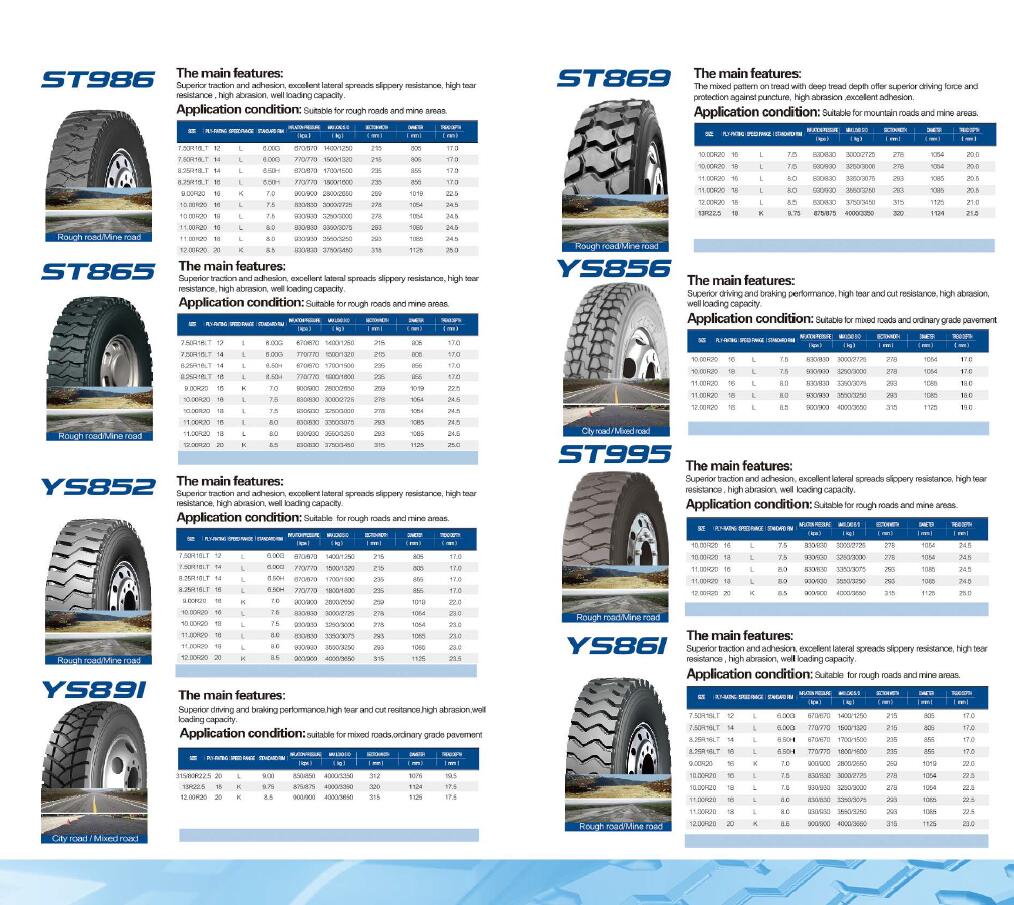 ST986
The main features:
Superior traction and adhesion, excellent lateral spreads slippery resistance, high tear
resistance , high abrasion, well loading capacity.
Application condition: Suitable for rough roads and mine areas.
SIZE PLY-RATING SPEED RANGE STANDARD RIM INFLATION PRESSURE (kpa) MAX LOAD S/D (kg) SECTION WIDTH (mm) DIAMETER (mm) TREAD DEPTH (mm)
7.50R16LT 12 L 6.00G 670/670 1400/1250 215 805 17.0
7.50R16LT 14 L 6.00G 770/770 1500/1320 215 805 17.0
8.25R16LT 14 L 6.50H 670/670 1700/1500 235 855 17.0
8.25R16LT 16 L 6.50H 770/770 1800/1600 235 855 17.0
9.00R20 16 K 7.0 900/900 2800/2650 259 1019 22.5
10.00R20 16 L 7.5 830/830 3000/2725 278 1054 24.5
10.00R20 18 L 7.5 930/930 3250/3000 278 1054 24.5
11.00R20 16 L 8.0 830/830 3350/3075 293 1085 24.5
11.00R20 18 L 8.0 930/930 3550/3250 293 1085 24.5
12.00R20 20 K 8.5 830/830 3750/3450 315 1125 25.0
Rough road/Mine road
ST865
The main features:
Superior traction and adhesion, excellent lateral spreads slippery resistance, high tear
resistance, high abrasion, well loading capacity.
Application condition: Suitable for rough roads and mine areas.
SIZE PLY-RATING SPEED RANGE STANDARD RIM INFLATION PRESSURE (kpa) MAX LOAD S/D (kg) SECTION WIDTH (mm) DIAMETER (mm) TREAD DEPTH (mm)
7.50R16LT 12 L 6.00G 670/670 1400/1250 215 805 17.0
7.50R16LT 14 L 6.00G 770/770 1500/1320 215 805 17.0
8.25R16LT 14 L 6.50H 670/670 1700/1500 235 855 17.0
8.25R16LT 16 L 6.50H 770/770 1800/1600 235 855 17.0
9.00R20 16 K 7.0 900/900 2800/2650 259 1019 22.5
10.00R20 16 L 7.5 830/830 3000/2725 278 1054 24.5
10.00R20 18 L 7.5 930/930 3250/3000 278 1054 24.5
11.00R20 16 L 8.0 830/830 3350/3075 293 1085 24.5
11.00R20 18 L 8.0 930/930 3550/3250 293 1085 24.5
12.00R20 20 K 8.5 830/830 3750/3450 315 1125 25.0
Rough road/Mine road
YS852
The main features:
Superior traction and adhesion, excellent lateral spreads slippery resistance, high tear
resistance, high abrasion, well loading capacity.
Application condition: Suitable for rough roads and mine areas.
SIZE PLY-RATING SPEED RANGE STANDARD RIM INFLATION PRESSURE (kpa) MAX LOAD S/D (kg) SECTION WIDTH (mm) DIAMETER (mm) TREAD DEPTH (mm)
7.50R16LT 12 L 6.00G 670/670 1400/1250 215 805 17.0
7.50R16LT 14 L 6.00G 770/770 1500/1320 215 805 17.0
8.25R16LT 14 L 6.50H 670/670 1700/1500 235 855 17.0
8.25R16LT 16 L 6.50H 770/770 1800/1600 235 855 17.0
9.00R20 16 K 7.0 900/900 2800/2650 259 1019 22.0
10.00R20 16 L 7.5 830/830 3000/2725 278 1054 23.0
10.00R20 18 L 7.5 930/930 3250/3000 278 1054 23.0
11.00R20 16 L 8.0 830/830 3350/3075 293 1085 23.0
11.00R20 18 L 8.0 930/930 3550/3250 293 1085 23.0
12.00R20 20 K 8.5 900/900 4000/3650 315 1125 23.5
Rough road/Mine road
YS891
The main features:
Superior driving and braking performance,high tear and cut resitance,high abrasion,well
loading capacity.
Application condition: suitable for mixed roads,ordinary grade pavement
SIZE PLY-RATING SPEED RANGE STANDARD RIM INFLATION PRESSURE (kpa) MAX LOAD S/D (kg) SECTION WIDTH (mm) DIAMETER (mm) TREAD DEPTH (mm)
315/80R22.5 20 L 9.00 850/850 4000/3350 312 1076 19.5
13R22.5 18 K 9.75 875/875 4000/3350 320 1124 17.5
12.00R20 20 K 8.5 900/900 4000/3650 315 1125 17.5
City road / Mixed road
ST869
The main features:
The mixed pattern on tread with deep tread depth offer superior driving force and
protection against puncture, high abrasion ,excellent adhesion.
Application condition: Suitable for mountain roads and mine areas.
SIZE PLY-RATING SPEED RANGE STANDARD RIM INFLATION PRESSURE (kpa) MAX LOAD S/D (kg) SECTION WIDTH (mm) DIAMETER (mm) TREAD DEPTH (mm)
10.00R20 16 L 7.5 830/830 3000/2725 278 1054 20.0
10.00R20 18 L 7.5 930/930 3250/3000 278 1054 20.0
11.00R20 16 L 8.0 830/830 3350/3075 293 1085 20.5
11.00R20 18 L 8.0 930/930 3550/3250 293 1085 20.5
12.00R20 18 L 8.5 830/830 3750/3450 315 1125 21.5
13R22.5 18 K 9.75 875/875 4000/3350 320 1124 21.0
Rough road/Mine road
YS856
The main features:
Superior driving and braking performance, high tear and cut resistance, high abrasion,
well loading capacity.
Application condition: Suitable for mixed roads and ordinary grade pavement
SIZE PLY-RATING SPEED RANGE STANDARD RIM INFLATION PRESSURE (kpa) MAX LOAD S/D (kg) SECTION WIDTH (mm) DIAMETER (mm) TREAD DEPTH (mm)
10.00R20 16 L 7.5 830/830 3000/2725 278 1054 17.0
10.00R20 18 L 7.5 930/930 3250/3000 278 1054 17.0
11.00R20 16 L 8.0 830/830 3350/3075 293 1085 18.0
11.00R20 18 L 8.0 930/930 3550/3250 293 1085 18.0
12.00R20 18 L 8.5 900/900 4000/3650 315 1125 19.0
City road / Mixed road
ST995
The main features:
Superior traction and adhesion, excellent lateral spreads slippery resistance, high tear
resistance , high abrasion, well loading capacity.
Application condition: Suitable for rough roads and mine areas.
SIZE PLY-RATING SPEED RANGE STANDARD RIM INFLATION PRESSURE (kpa) MAX LOAD S/D (kg) SECTION WIDTH (mm) DIAMETER (mm) TREAD DEPTH (mm)
10.00R20 16 L 7.5 830/830 3000/2725 278 1054 24.5
10.00R20 18 L 7.5 930/930 3250/3000 278 1054 24.5
11.00R20 16 L 8.0 830/830 3350/3075 293 1085 24.5
11.00R20 18 L 8.0 930/930 3550/3250 293 1085 24.5
12.00R20 20 K 8.5 900/900 4000/3650 315 1125 25.0
Rough road/Mine road
YS861
The main features:
Superior traction and adhesion, excellent lateral spreads slippery resistance, high tear
resistance , high abrasion, well loading capacity.
Application condition: Suitable for rough roads and mine areas.
SIZE PLY-RATING SPEED RANGE STANDARD RIM INFLATION PRESSURE (kpa) MAX LOAD S/D (kg) SECTION WIDTH (mm) DIAMETER (mm) TREAD DEPTH (mm)
7.50R16LT 12 L 6.00G 670/670 1400/1250 215 805 17.0
7.50R16LT 14 L 6.00G 770/770 1500/1320 215 805 17.0
8.25R16LT 14 L 6.50H 670/670 1700/1500 235 855 17.0
8.25R16LT 16 L 6.50H 770/770 1800/1600 235 855 17.0
9.00R20 16 K 7.0 900/900 2800/2650 259 1019 22.0
10.00R20 16 L 7.5 830/830 3000/2725 278 1054 22.5
10.00R20 18 L 7.5 930/930 3250/3000 278 1054 22.5
11.00R20 16 L 8.0 830/830 3350/3075 293 1085 22.5
11.00R20 18 L 8.0 930/930 3550/3250 293 1085 22.5
12.00R20 20 K 8.5 900/900 4000/3650 315 1125 23.0
Rough road/Mine road